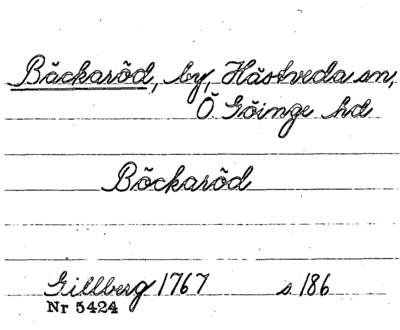 Bäckaröd, by, Hästveda sn,
Ö. Göinge hd
Böckaröd
Gillberg 1767 s. 186
Nr 5424